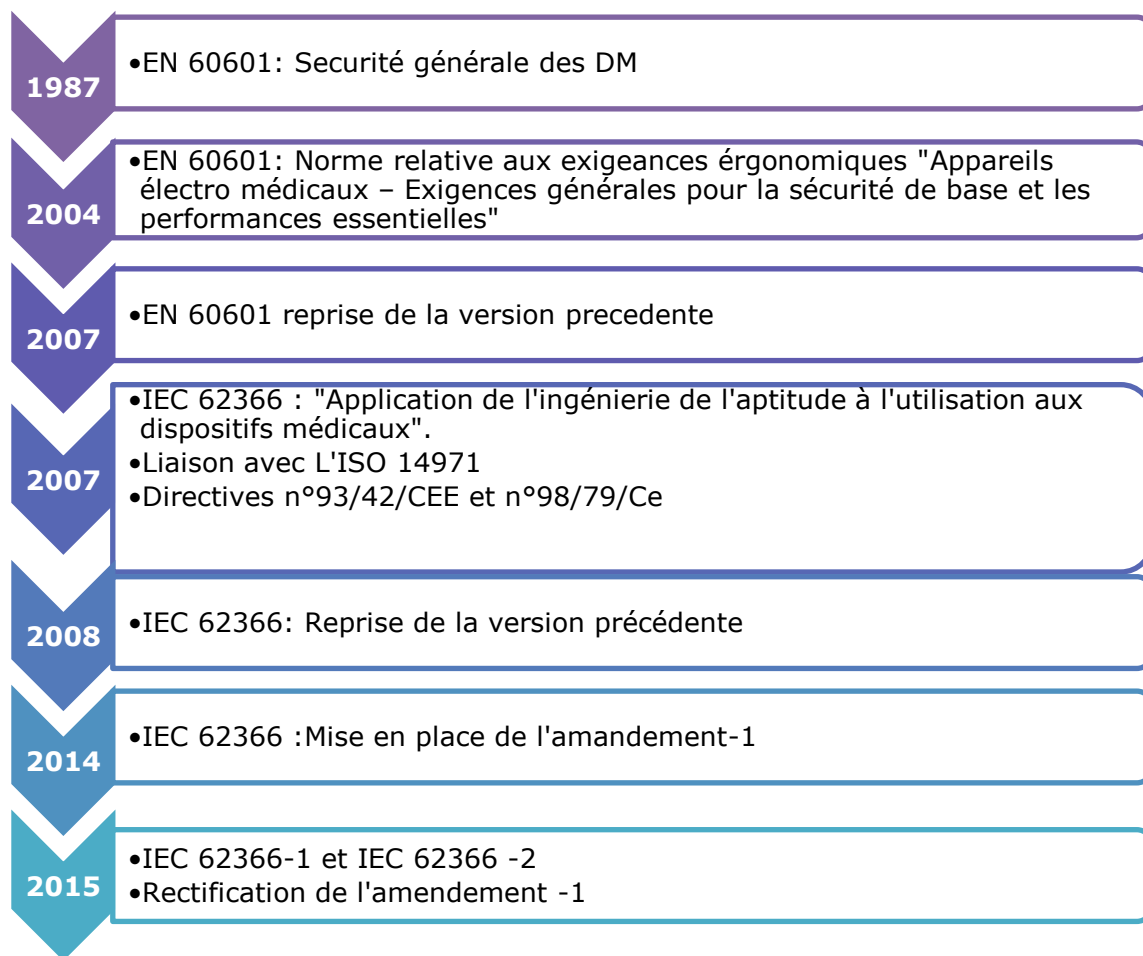 1987
•EN 60601: Securité générale des DM
2004
•EN 60601: Norme relative aux exigeances érgonomiques "Appareils
électro médicaux – Exigences générales pour la sécurité de base et les
performances essentielles"
2007
•EN 60601 reprise de la version precedente
2007
•IEC 62366 : "Application de l'ingénierie de l'aptitude à l'utilisation aux
dispositifs médicaux".
•Liaison avec L'ISO 14971
•Directives n°93/42/CEE et n°98/79/Ce
2008
•IEC 62366: Reprise de la version précédente
2014
•IEC 62366 :Mise en place de l'amandement-1
2015
•IEC 62366-1 et IEC 62366 -2
•Rectification de l'amendement -1